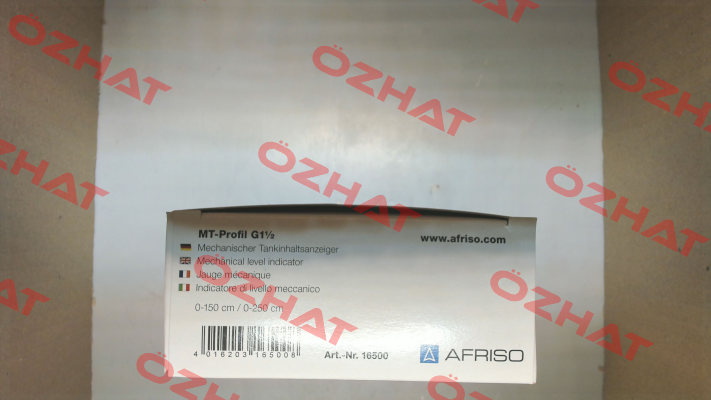 MT-Profil G1½
www.afriso.com
Mechanischer Tankinhaltsanzeiger
Mechanical level indicator
Jauge mécanique
Indicatore di livello meccanico
0-150 cm / 0-250 cm
4 016203 165008
Art.-Nr. 16500
AFRISO
ÖZHAT
ÖZHAT
ÖZHAT
ÖZHAT
ÖZHAT
ÖZHAT
ÖZHAT
ÖZHAT
ÖZHAT